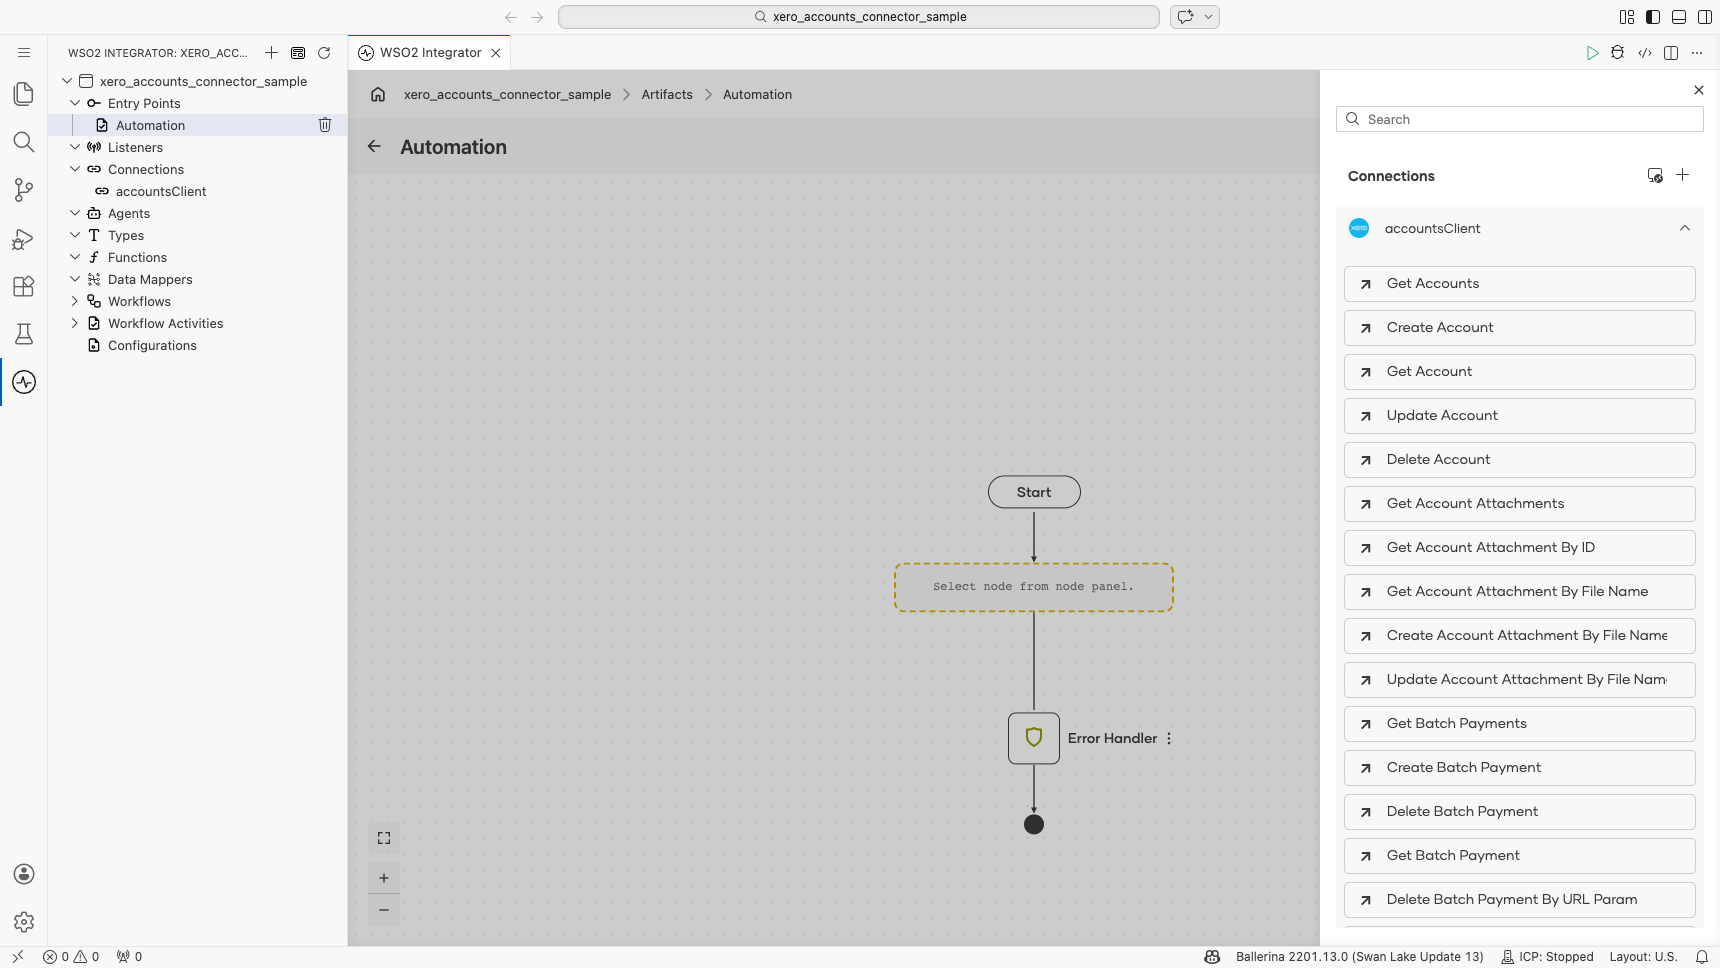 xero_accounts_connector_sample
WSO2 INTEGRATOR: XERO_ACC...
WSO2 Integrator
xero_accounts_connector_sample
Entry Points
Automation
Listeners
Connections
accountsClient
Agents
Types
Functions
Data Mappers
Workflows
Workflow Activities
Configurations
xero_accounts_connector_sample
Artifacts
Automation
Automation
Start
Select node from node panel.
Error Handler
Search
Connections
xero
accountsClient
Get Accounts
Create Account
Get Account
Update Account
Delete Account
Get Account Attachments
Get Account Attachment By ID
Get Account Attachment By File Name
Create Account Attachment By File Name
Update Account Attachment By File Nam
Get Batch Payments
Create Batch Payment
Delete Batch Payment
Get Batch Payment
Delete Batch Payment By URL Param
0
0
0
Ballerina 2201.13.0 (Swan Lake Update 13)
ICP: Stopped
Layout: U.S.